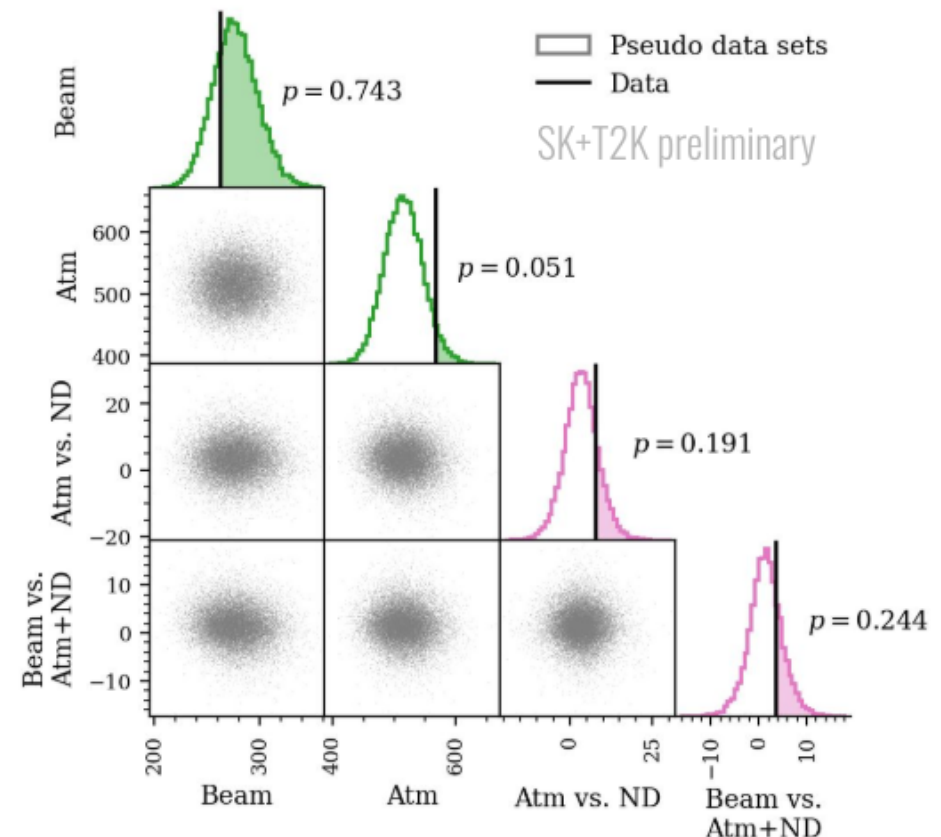 Beam
p = 0.743
Pseudo data sets
Data
SK+T2K preliminary
Atm
600
500
400
p = 0.051
Atm vs. ND
20
0
−20
p = 0.191
Beam vs.
Atm+ND
10
0
−10
p = 0.244
200
300
400
600
0
25
−10
0
10
Beam
Atm
Atm vs. ND
Beam vs.
Atm+ND